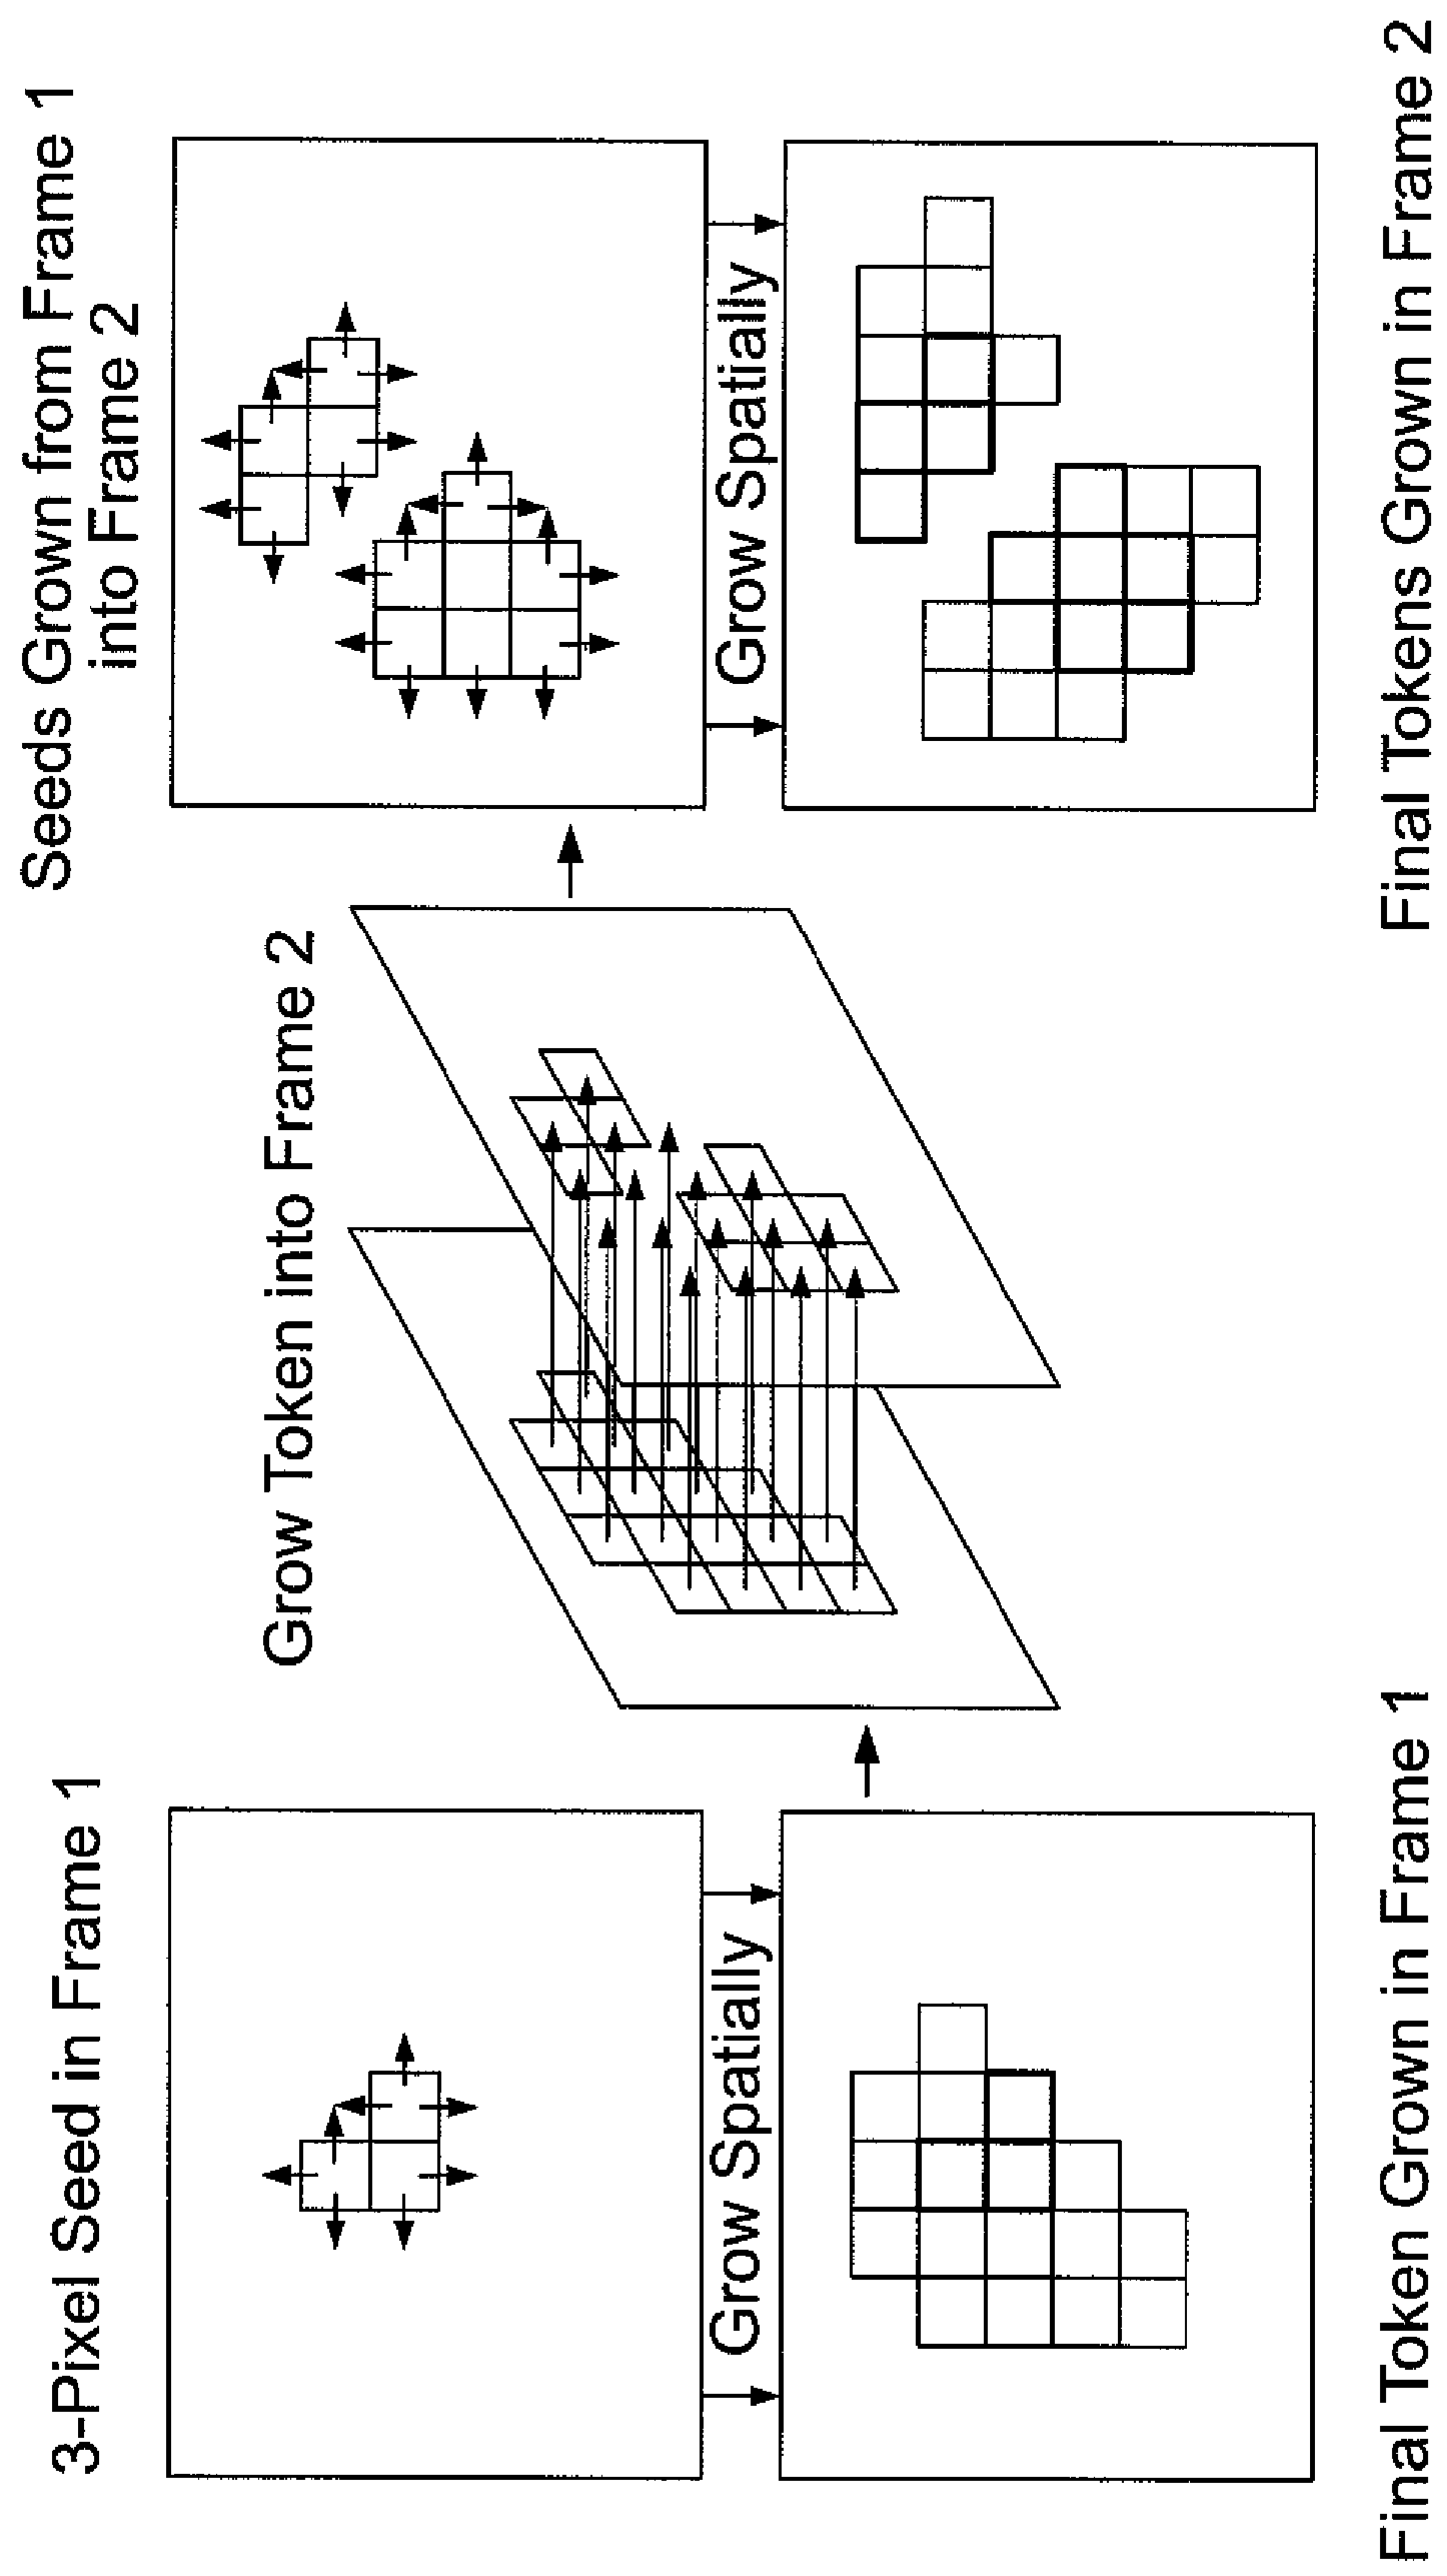 3-Pixel Seed in Frame 1
Grow Spatially
Final Token Grown in Frame 1
Grow Token into Frame 2
Seeds Grown from Frame 1
into Frame 2
Grow Spatially
Final Tokens Grown in Frame 2